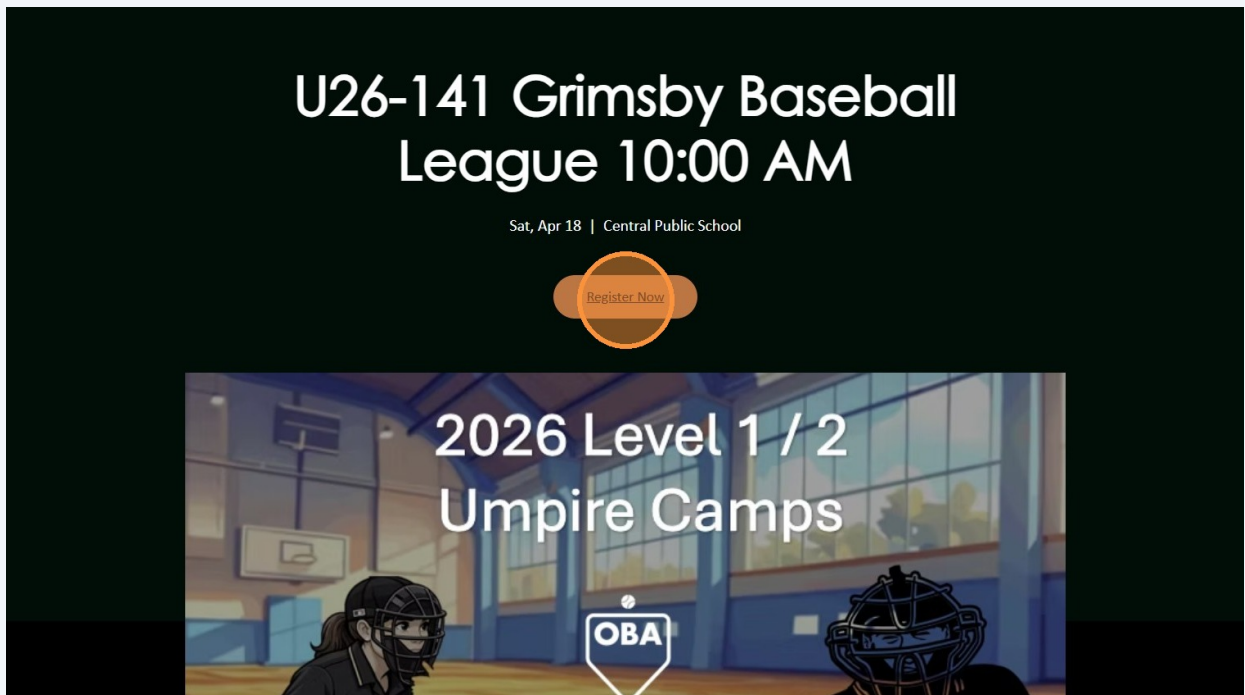 U26-141 Grimsby Baseball
League 10:00 AM
Sat, Apr 18 | Central Public School
Register Now
2026 Level 1 / 2
Umpire Camps
OBA